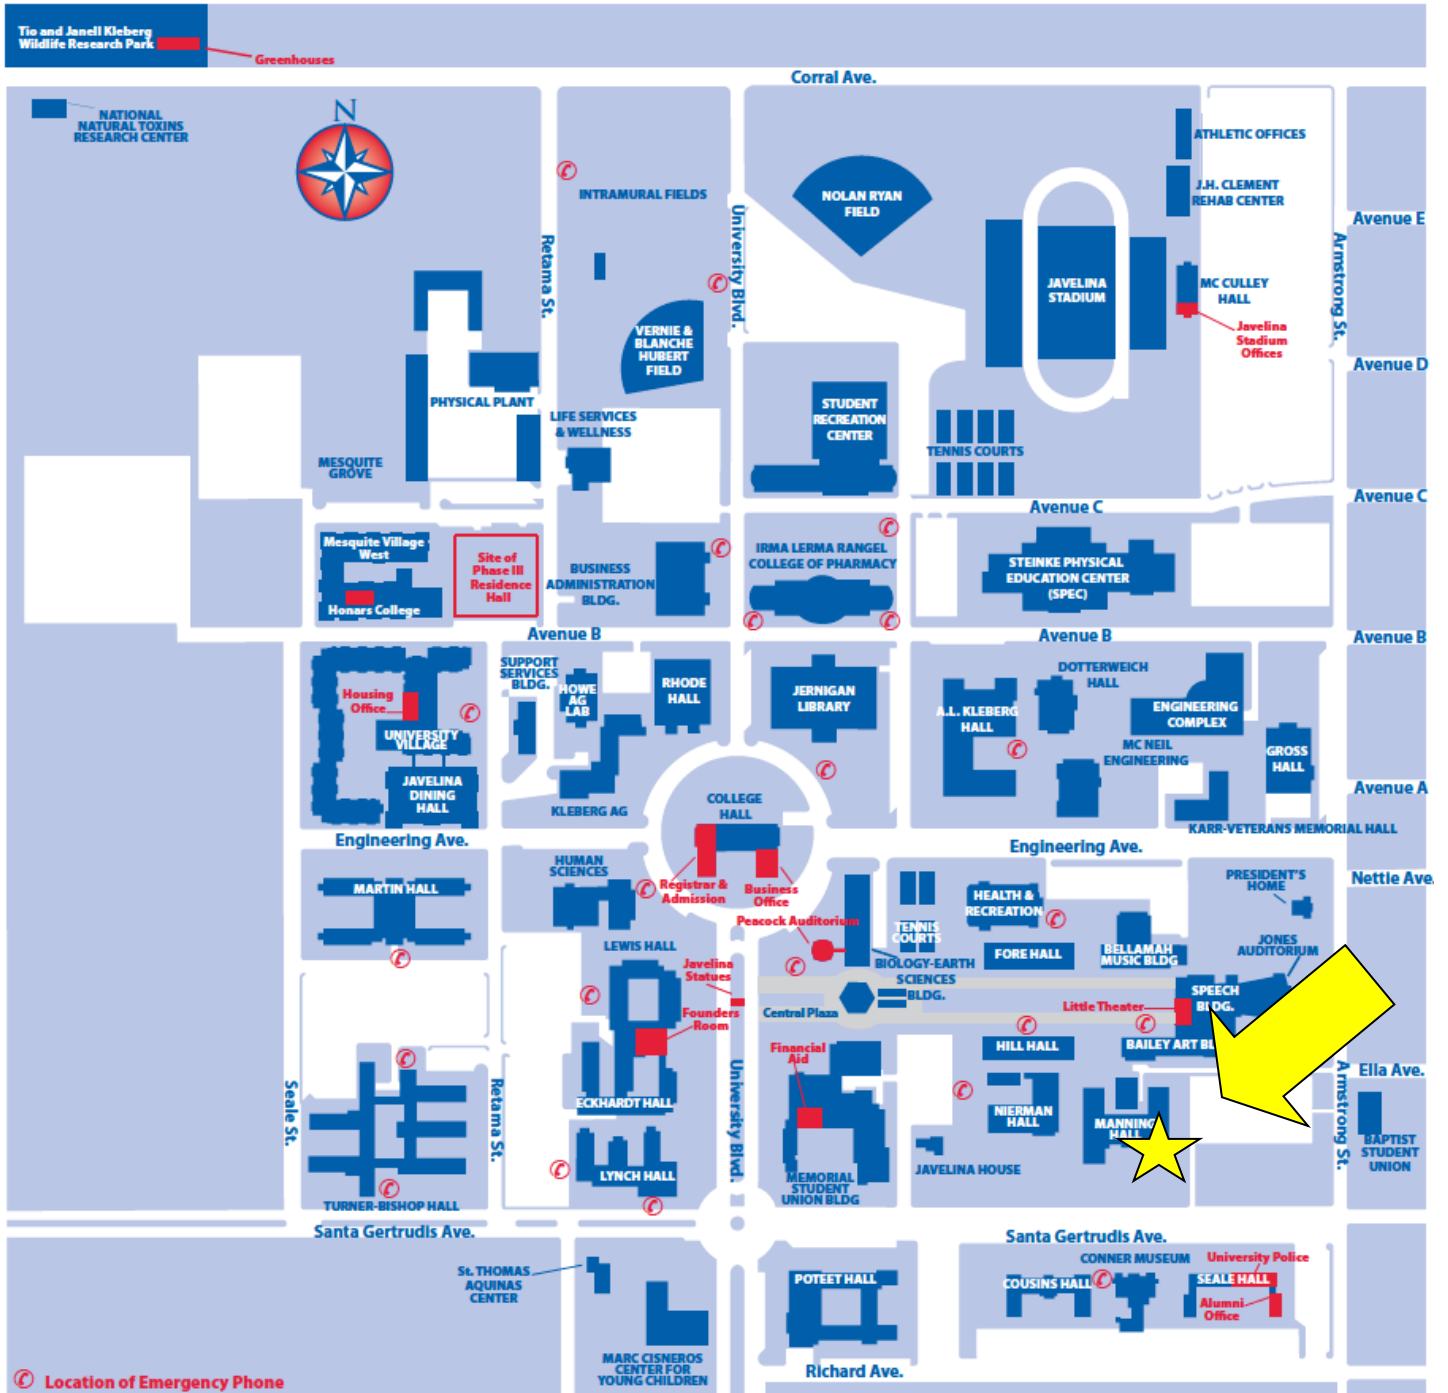 Tio and Janell Kleberg
Wildlife Research Park
Greenhouses
Corral Ave.
NATIONAL
NATURAL TOXINS
RESEARCH CENTER
N
ATHLETIC OFFICES
INTRAMURAL FIELDS
NOLAN RYAN
FIELD
J.H. CLEMENT
REHAB CENTER
Avenue E
University Blvd.
Retama St.
Armstrong St.
JAVELINA
STADIUM
MC CULLEY
HALL
Javelina
Stadium
Offices
VERNIE &
BLANCHE
HUBERT
FIELD
Avenue D
PHYSICAL PLANT
LIFE SERVICES
& WELLNESS
STUDENT
RECREATION
CENTER
TENNIS COURTS
MESQUITE
GROVE
Avenue C
Avenue C
Mesquite Village
West
Honars College
Site of
Phase III
Residence
Hall
BUSINESS
ADMINISTRATION
BLDG.
IRMA LERMA RANGEL
COLLEGE OF PHARMACY
STEINKE PHYSICAL
EDUCATION CENTER
(SPEC)
Avenue B
Avenue B
Avenue B
SUPPORT
SERVICES
BLDG.
HOWE
AG
LAB
RHODE
HALL
JERNIGAN
LIBRARY
DOTTERWEICH
HALL
A.L. KLEBERG
HALL
ENGINEERING
COMPLEX
Housing
Office
UNIVERSITY
VILLAGE
MC NEIL
ENGINEERING
GROSS
HALL
JAVELINA
DINING
HALL
KLEBERG AG
COLLEGE
HALL
Avenue A
KARR-VETERANS MEMORIAL HALL
Engineering Ave.
Engineering Ave.
HUMAN
SCIENCES
MARTIN HALL
Registrar &
Admission
Business
Office
HEALTH &
RECREATION
PRESIDENT'S
HOME
Nettie Ave.
Peacock Auditorium
TENNIS
COURTS
LEWIS HALL
FORE HALL
BELLAMAH
MUSIC BLDG
JONES
AUDITORIUM
Javelina
Statues
BIOLOGY-EARTH
SCIENCES
BLDG.
SPEECH
BLDG.
Little Theater
Founders
Room
Central Plaza
HILL HALL
BAILEY ART BL
Financial
Aid
Ella Ave.
Seale St.
Retama St.
University Blvd.
Armstrong St.
ECKHARDT HALL
NIERMAN
HALL
MANNING
HALL
BAPTIST
STUDENT
UNION
JAVELINA HOUSE
LYNCH HALL
MEMORIAL
STUDENT
UNION BLDG
TURNER-BISHOP HALL
Santa Gertrudis Ave.
Santa Gertrudis Ave.
St. THOMAS
AQUINAS
CENTER
POTEET HALL
CONNER MUSEUM
University Police
COUSINS HALL
SEALE HALL
Alumni
Office
MARC CISNEROS
CENTER FOR
YOUNG CHILDREN
Richard Ave.
Location of Emergency Phone